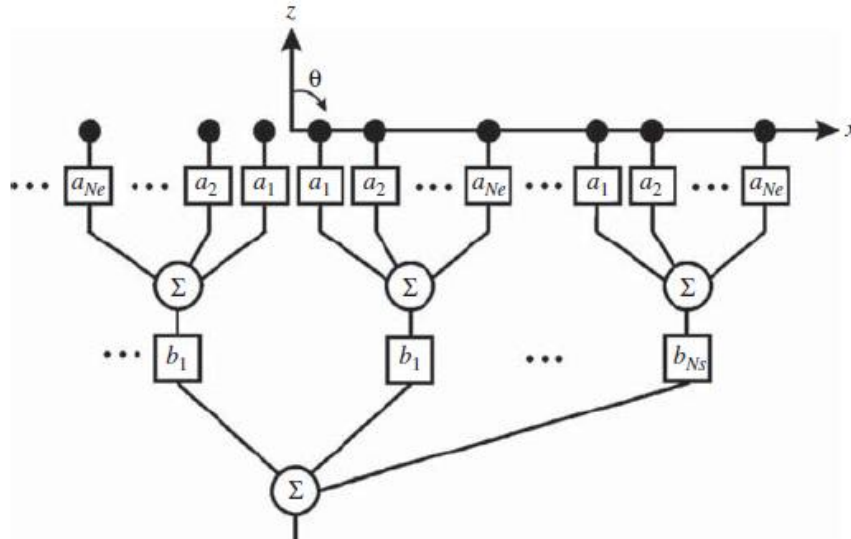 z
θ
x
... a_Ne ... a_2 a_1 a_1 a_2 ... a_Ne ... a_1 a_2 ... a_Ne
Σ Σ Σ
... b_1 b_1 ... b_Ns
Σ